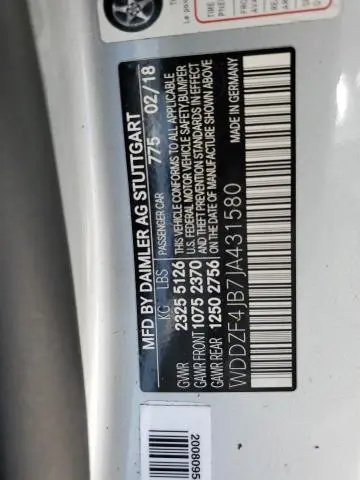 MFD BY DAIMLER AG STUTTGART
PASSENGER CAR 775 02/18
KG LBS
GVWR 2325 5126
GAWR FRONT 1075 2370
GAWR REAR 1250 2756
THIS VEHICLE CONFORMS TO ALL APPLICABLE
U.S. FEDERAL MOTOR VEHICLE SAFETY/BUMPER
AND THEFT PREVENTION STANDARDS IN EFFECT
ON THE DATE OF MANUFACTURE SHOWN ABOVE
WDDZF4JB7JA431580 MADE IN GERMANY
2008095